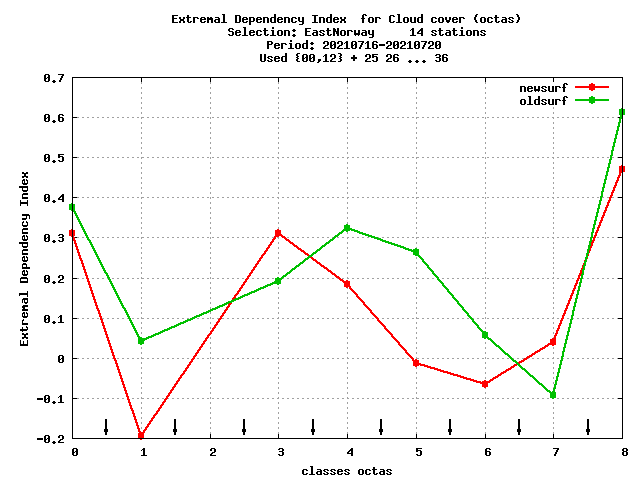 Extremal Dependency Index  for Cloud cover (octas)
Selection: EastNorway     14 stations
Period: 20210716-20210720
Used {00,12} + 25 26 ... 36
newsurf
oldsurf
0.7
0.6
0.5
0.4
0.3
0.2
0.1
0
-0.1
-0.2
Extremal Dependency Index
0 1 2 3 4 5 6 7 8
classes octas